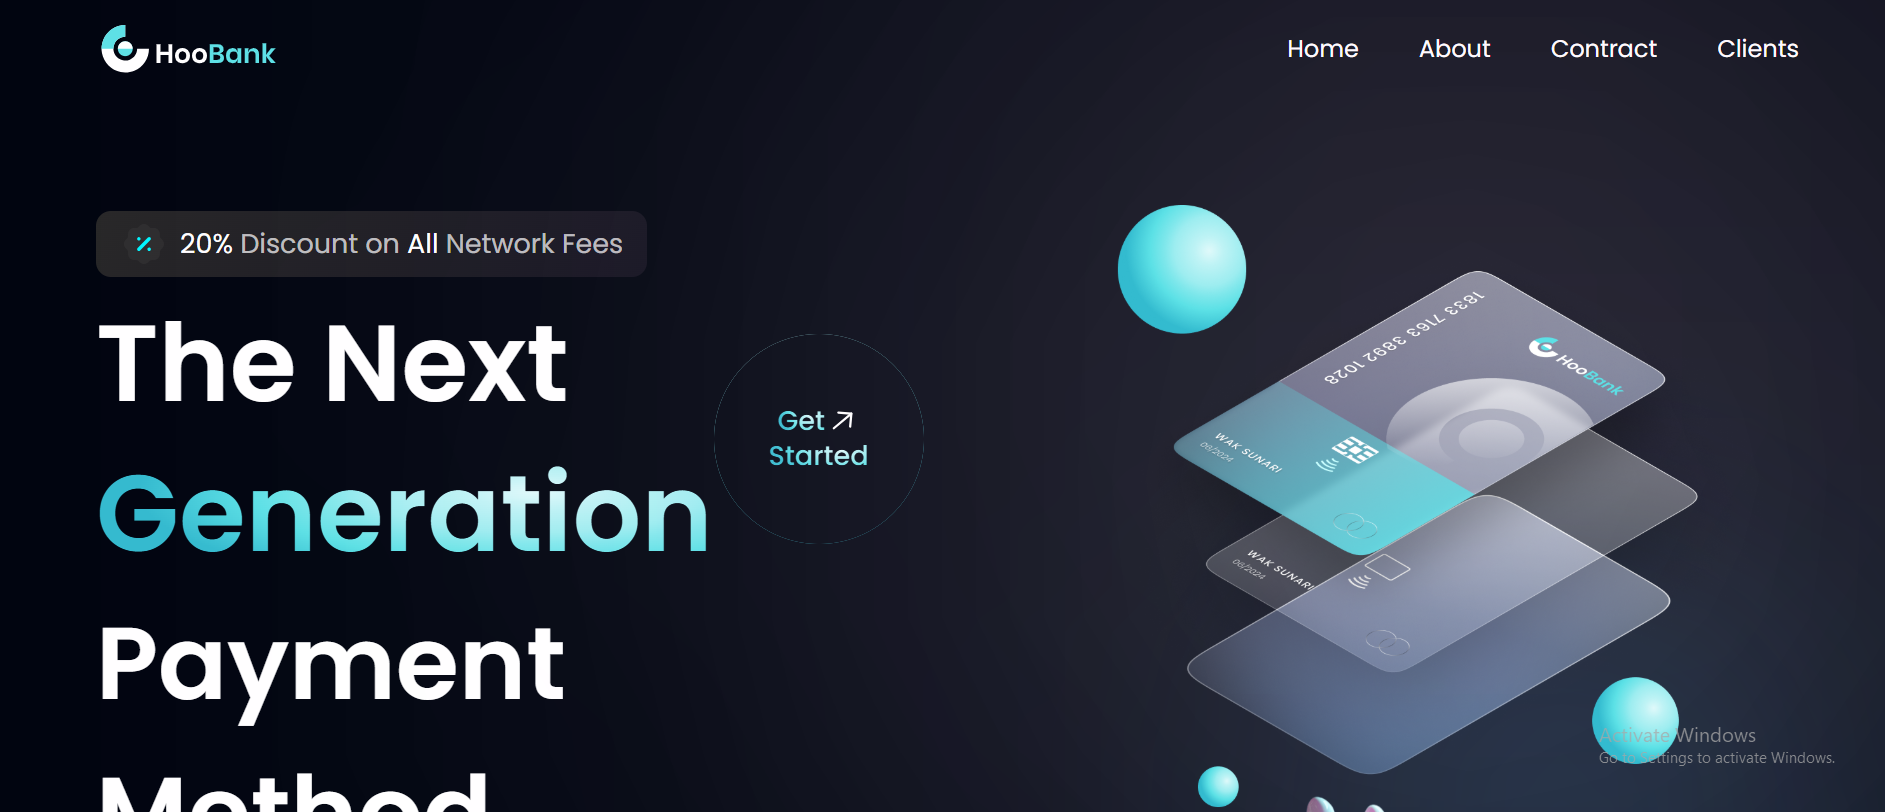 HooBank
Home About Contract Clients
20% Discount on All Network Fees
The Next
Generation
Payment
Method
Get
Started
1833 7163 3892 1028
HooBank
WAK SUNARI
08/2024
WAK SUNARI
08/2024
Activate Windows
Go to Settings to activate Windows.